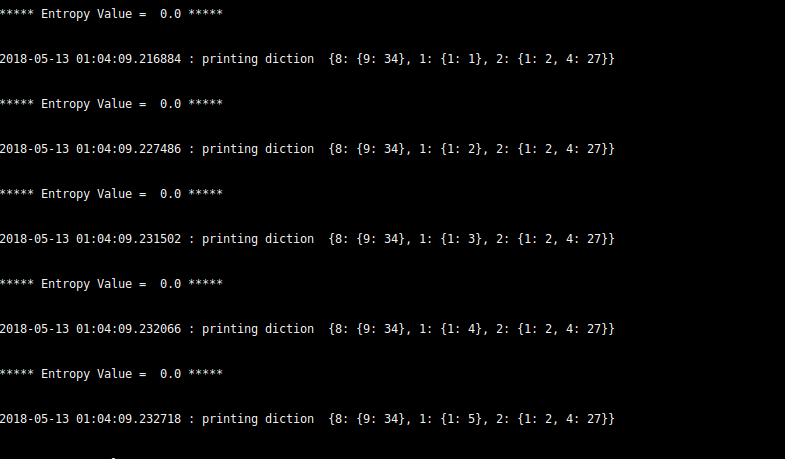 ***** Entropy Value =  0.0 *****
2018-05-13 01:04:09.216884 : printing diction  {8: {9: 34}, 1: {1: 1}, 2: {1: 2, 4: 27}}
***** Entropy Value =  0.0 *****
2018-05-13 01:04:09.227486 : printing diction  {8: {9: 34}, 1: {1: 2}, 2: {1: 2, 4: 27}}
***** Entropy Value =  0.0 *****
2018-05-13 01:04:09.231502 : printing diction  {8: {9: 34}, 1: {1: 3}, 2: {1: 2, 4: 27}}
***** Entropy Value =  0.0 *****
2018-05-13 01:04:09.232066 : printing diction  {8: {9: 34}, 1: {1: 4}, 2: {1: 2, 4: 27}}
***** Entropy Value =  0.0 *****
2018-05-13 01:04:09.232718 : printing diction  {8: {9: 34}, 1: {1: 5}, 2: {1: 2, 4: 27}}